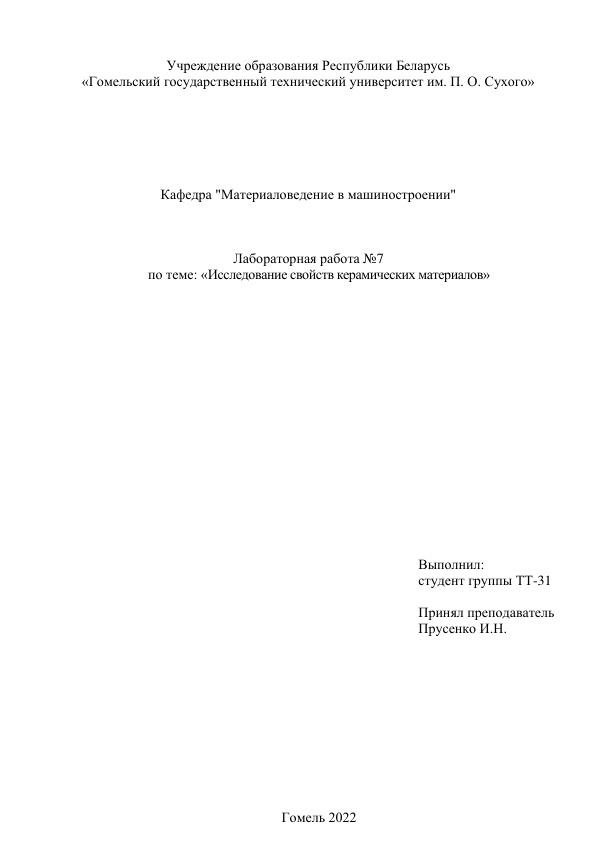 Учреждение образования Республики Беларусь
«Гомельский государственный технический университет им. П. О. Сухого»
Кафедра "Материаловедение в машиностроении"
Лабораторная работа №7
по теме: «Исследование свойств керамических материалов»
Выполнил:
студент группы ТТ-31
Принял преподаватель
Прусенко И.Н.
Гомель 2022